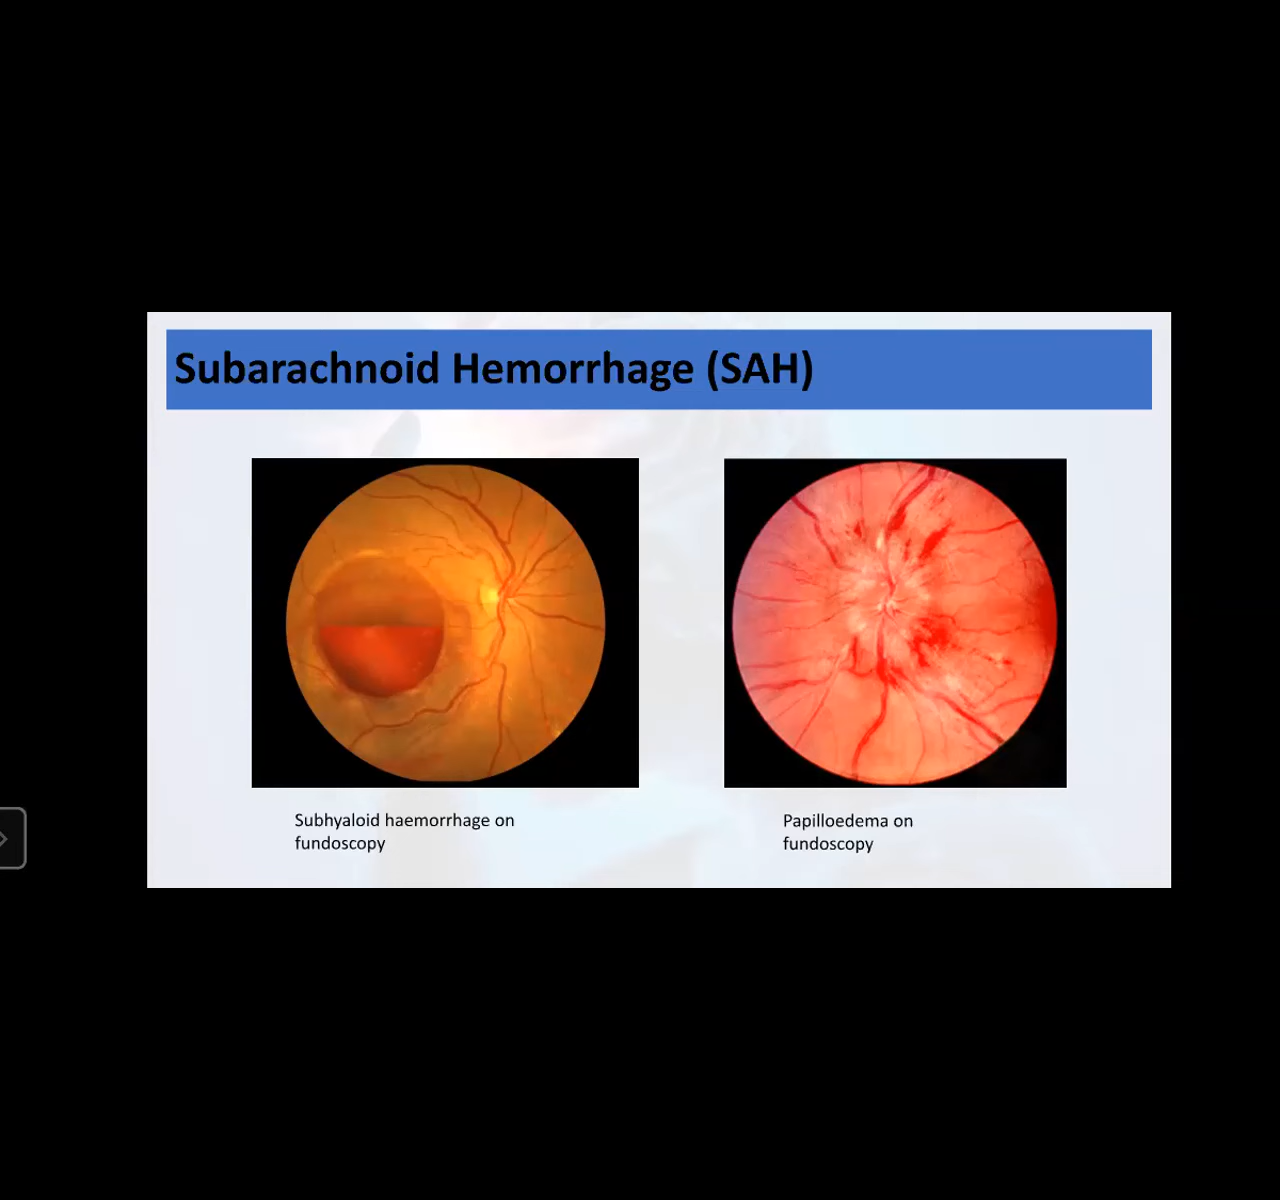 Subarachnoid Hemorrhage (SAH)
Subhyaloid haemorrhage on
fundoscopy
Papilloedema on
fundoscopy